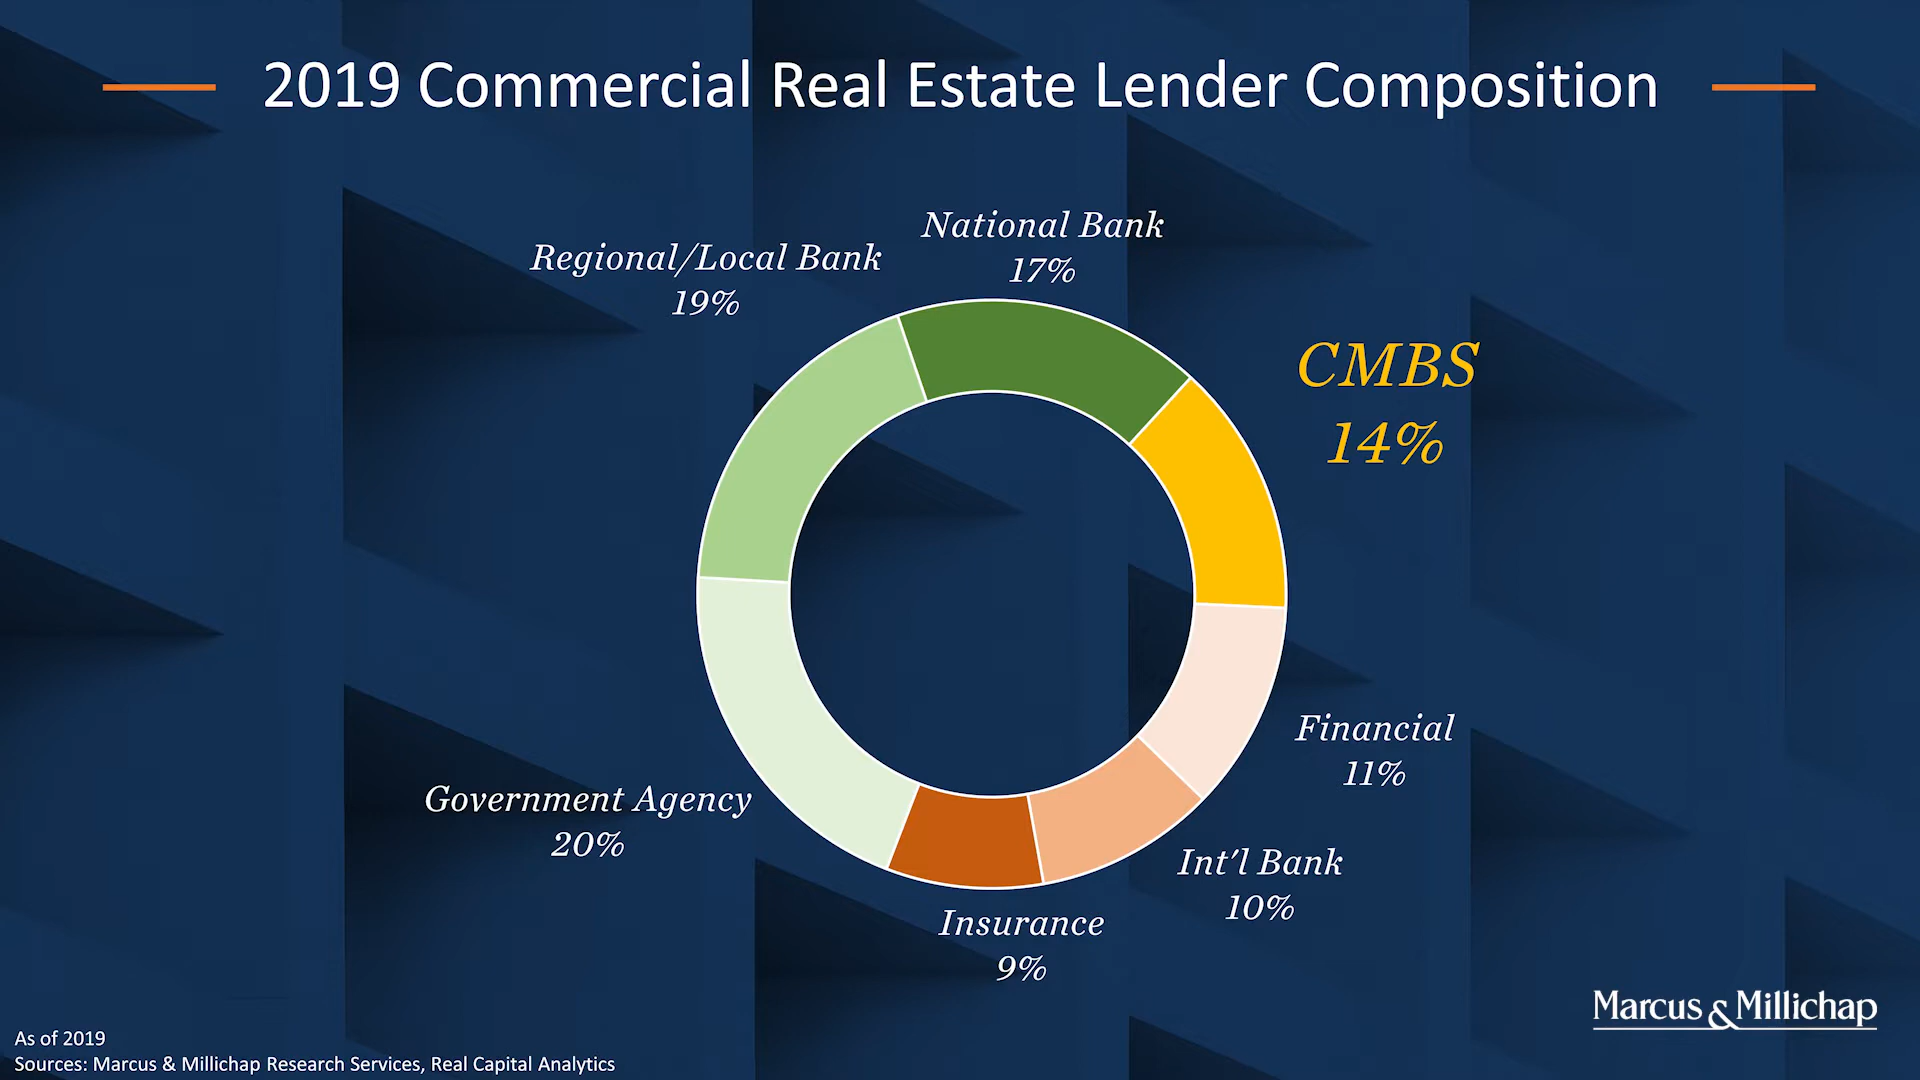 2019 Commercial Real Estate Lender Composition
National Bank
17%
Regional/Local Bank
19%
CMBS
14%
Financial
11%
Government Agency
20%
Int'l Bank
10%
Insurance
9%
Marcus & Millichap
As of 2019
Sources: Marcus & Millichap Research Services, Real Capital Analytics